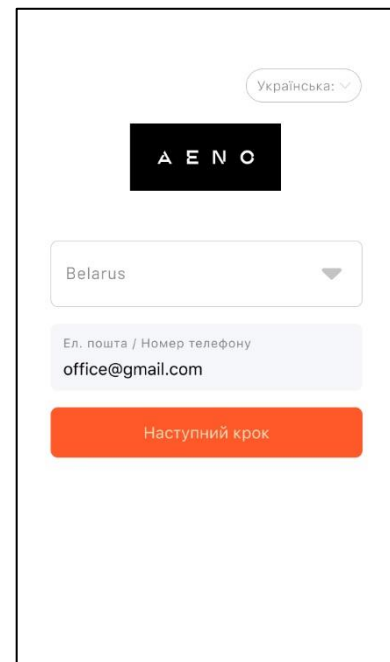 Українська:
AENO
Belarus
Ел. пошта / Номер телефону
office@gmail.com
Наступний крок